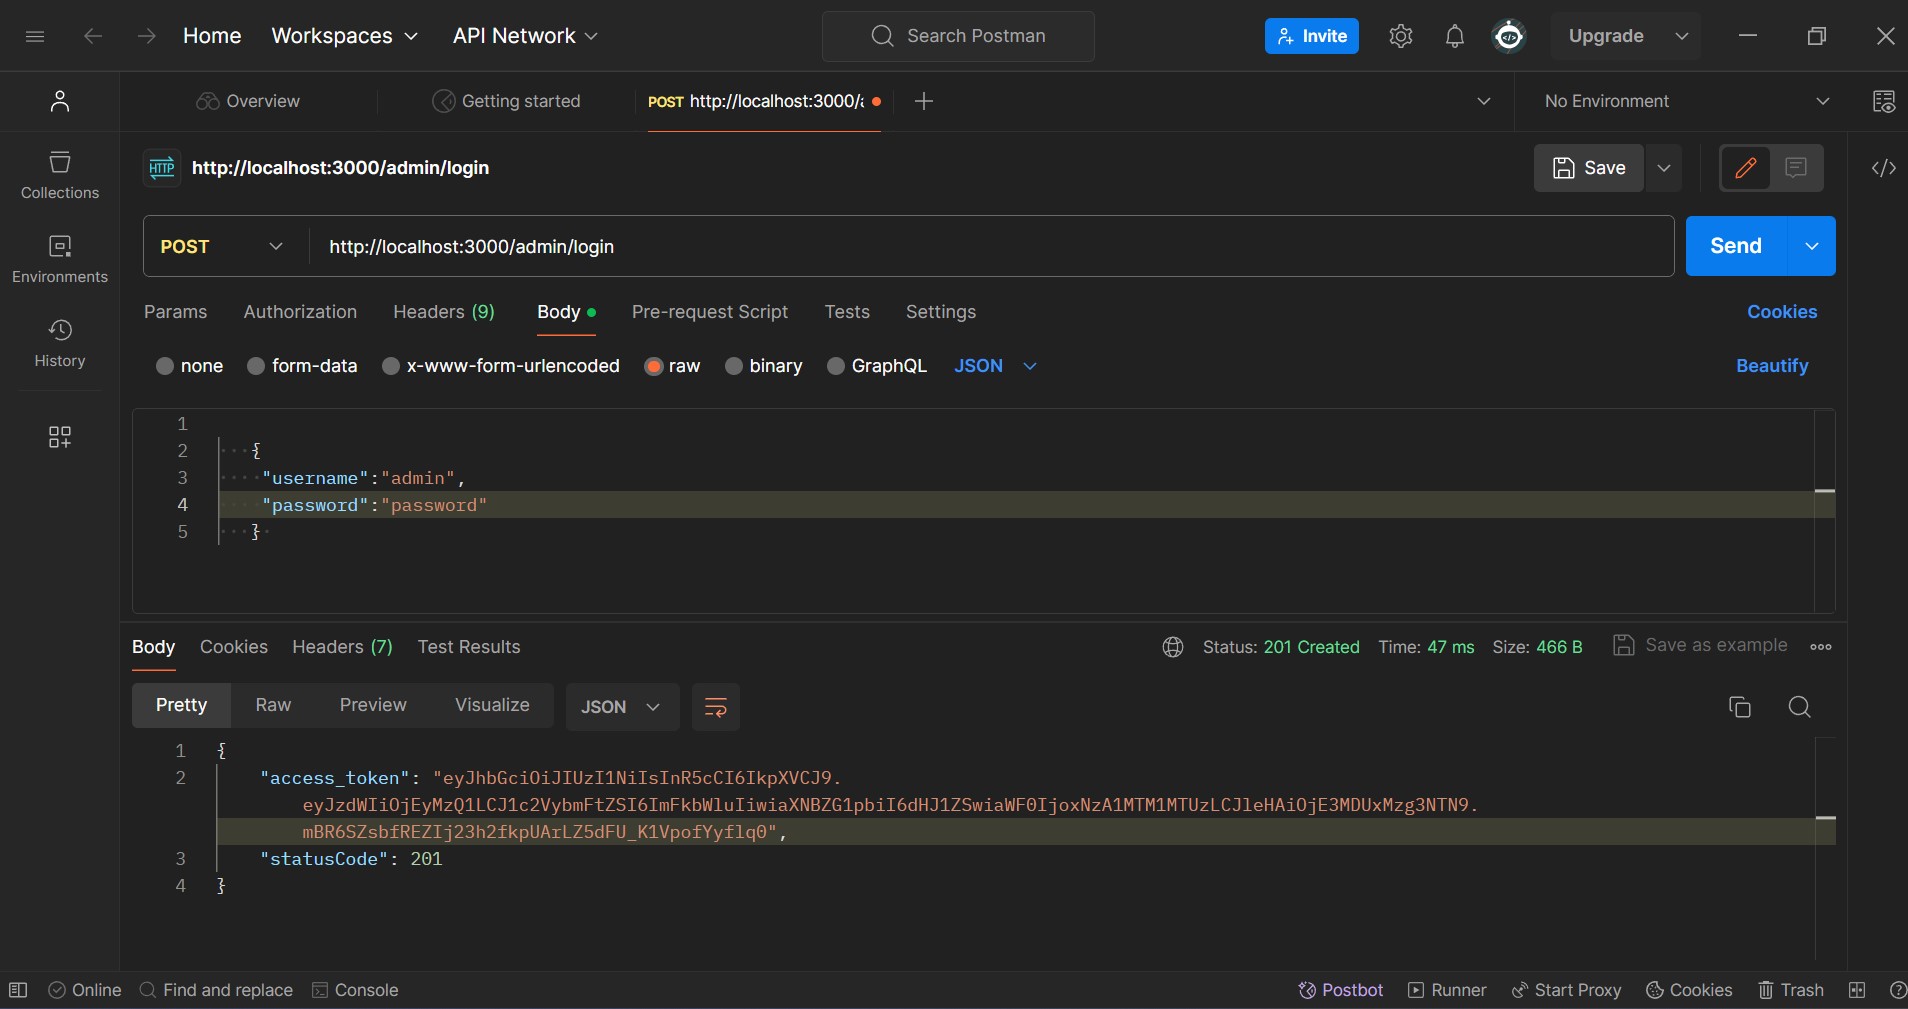 Home Workspaces API Network Search Postman Invite Upgrade
Overview Getting started POST http://localhost:3000/a No Environment
HTTP http://localhost:3000/admin/login Save
Collections
Environments
History
POST http://localhost:3000/admin/login Send
Params Authorization Headers (9) Body Pre-request Script Tests Settings Cookies
none form-data x-www-form-urlencoded raw binary GraphQL JSON Beautify
1
2 {
3 "username":"admin",
4 "password":"password"
5 }
Body Cookies Headers (7) Test Results Status: 201 Created Time: 47 ms Size: 466 B Save as example
Pretty Raw Preview Visualize JSON
1 {
2 "access_token": "eyJhbGciOiJIUzI1NiIsInR5cCI6IkpXVCJ9.
eyJzdWIiOjEyMzQ1LCJ1c2VybmFtZSI6ImFkbWluIiwiaXNBZG1pbiI6dHJ1ZSwiaWF0IjoxNzA1MTM1MTUzLCJleHAiOjE3MDUxMzg3NTN9.
mBR6SZsbfREZIj23h2fkpUArLZ5dFU_K1VpofYyflq0",
3 "statusCode": 201
4 }
Online Find and replace Console Postbot Runner Start Proxy Cookies Trash